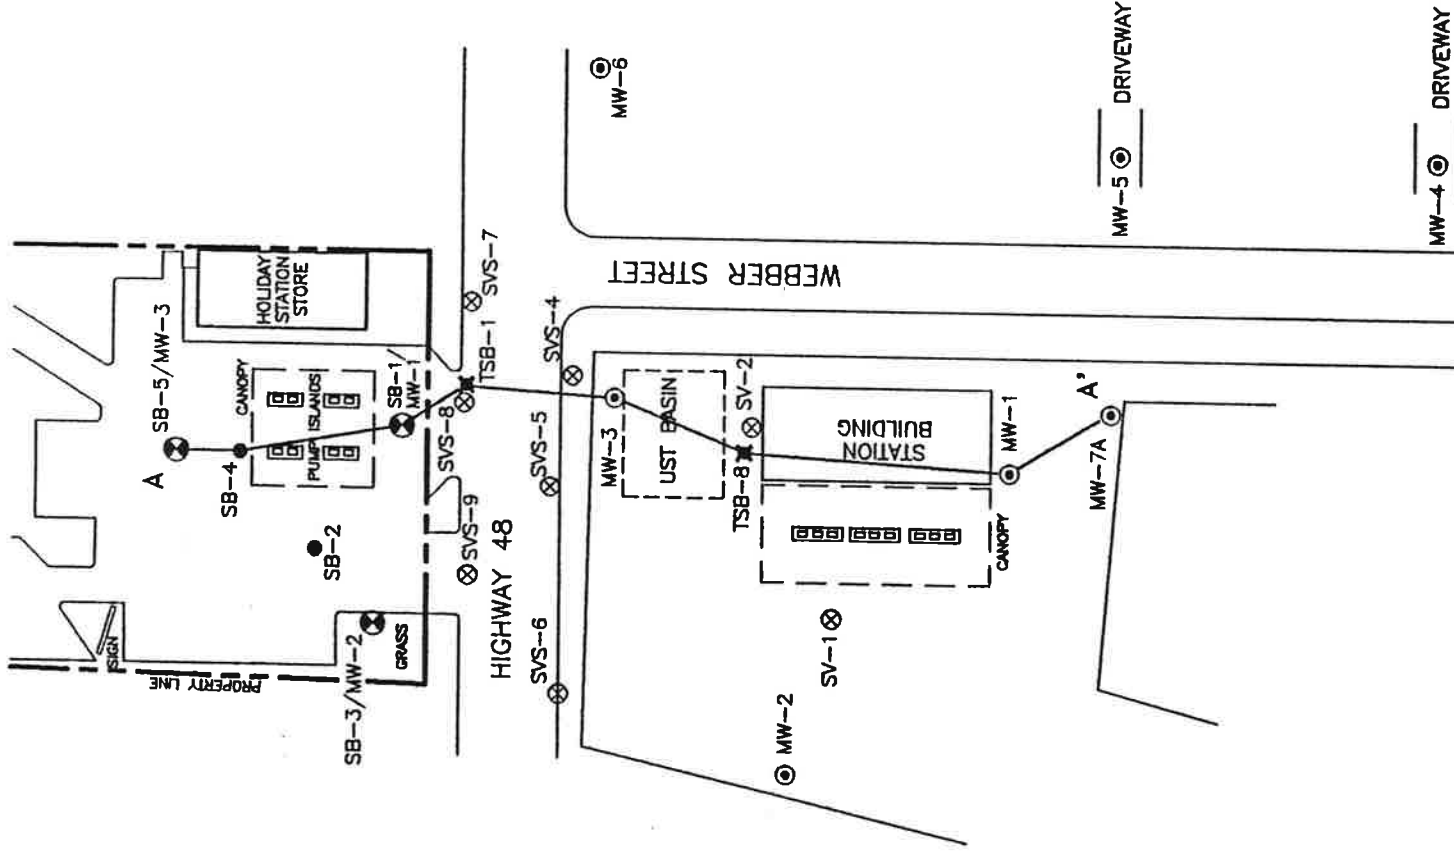 HOLIDAY
STATION
STORE
SB-5/MW-3
A
CANOPY
SB-4
PUMP ISLANDS
SB-1/
MW-1
SB-2
SIGN
PROPERTY LINE
GRASS
SB-3/MW-2
SVS-7
TSB-1
SVS-8
SVS-9
HIGHWAY 48
SVS-4
SVS-5
SVS-6
MW-6
WEBBER STREET
MW-3
UST BASIN
SV-2
TSB-8
STATION
BUILDING
MW-1
CANOPY
A'
MW-7A
SV-1
MW-2
MW-5
DRIVEWAY
MW-4
DRIVEWAY